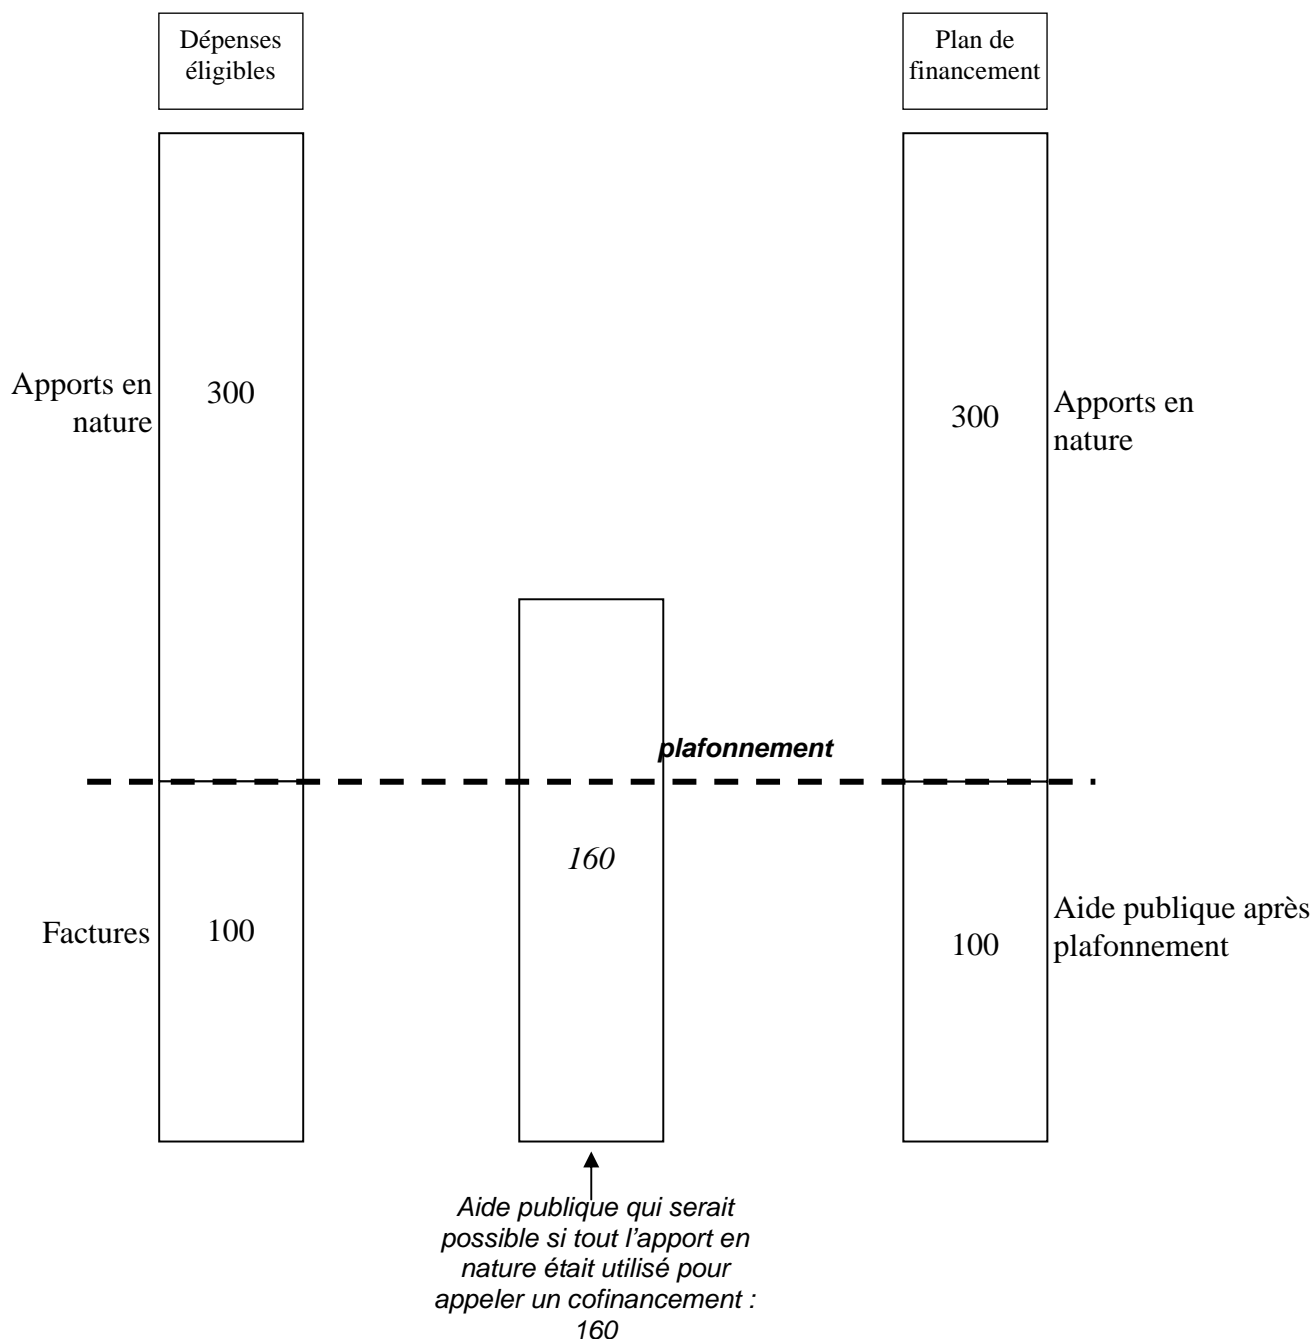 Dépenses
éligibles
Plan de
financement
Apports en
nature
300
300
Apports en
nature
plafonnement
160
Factures
100
100
Aide publique après
plafonnement
Aide publique qui serait
possible si tout l'apport en
nature était utilisé pour
appeler un cofinancement :
160